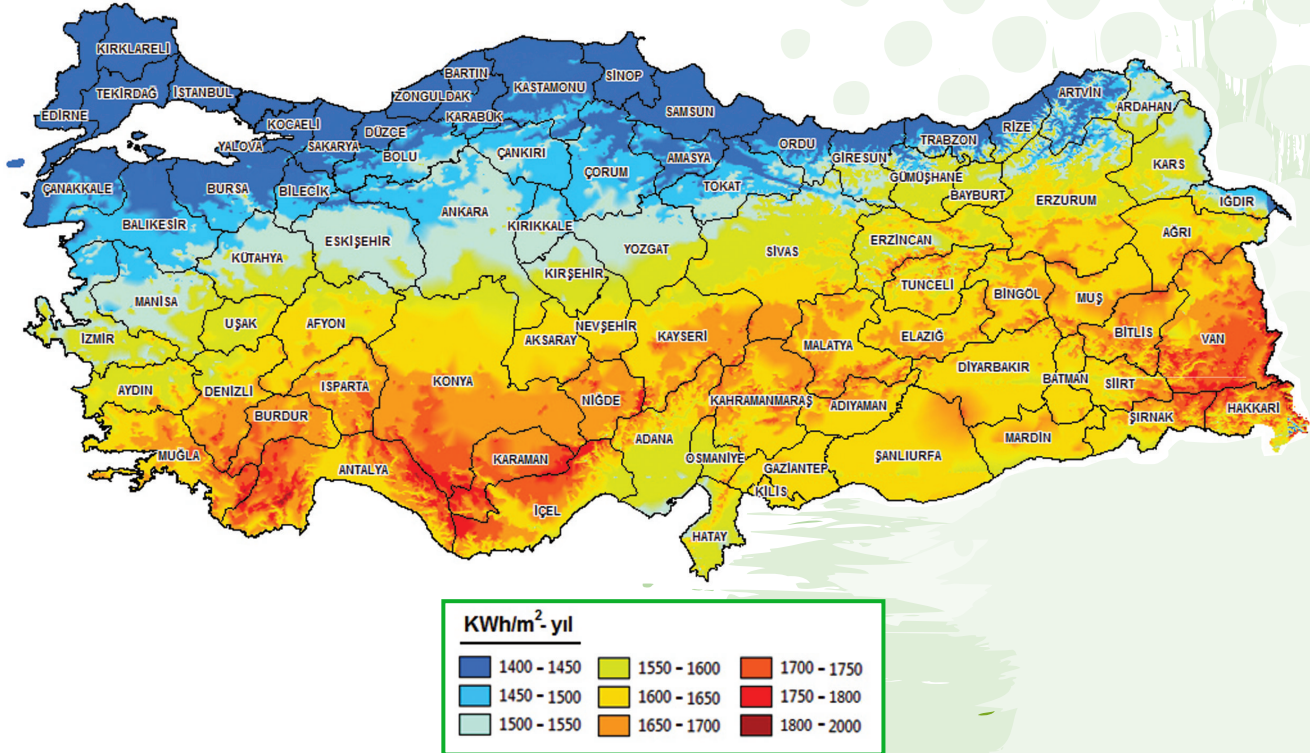 KIRKLARELİ
TEKİRDAĞ
İSTANBUL
EDİRNE
KOCAELİ
YALOVA
SAKARYA
DÜZCE
BOLU
ZONGULDAK
BARTIN
KARABÜK
KASTAMONU
SİNOP
ÇANKIRI
SAMSUN
AMASYA
ÇORUM
TOKAT
ORDU
GİRESUN
TRABZON
RİZE
ARTVİN
ARDAHAN
GÜMÜŞHANE
BAYBURT
KARS
IĞDIR
ERZURUM
AĞRI
ÇANAKKALE
BURSA
BİLECİK
BALIKESİR
KÜTAHYA
ESKİŞEHİR
ANKARA
KIRIKKALE
YOZGAT
KIRŞEHİR
SİVAS
ERZİNCAN
TUNCELİ
BİNGÖL
MUŞ
BİTLİS
VAN
MANİSA
UŞAK
AFYON
İZMİR
AKSARAY
NEVŞEHİR
KAYSERİ
MALATYA
ELAZIĞ
DİYARBAKIR
BATMAN
SİİRT
AYDIN
DENİZLİ
ISPARTA
BURDUR
KONYA
NİĞDE
KAHRAMANMARAŞ
ADIYAMAN
ŞIRNAK
HAKKARİ
MARDİN
MUĞLA
ANTALYA
KARAMAN
İÇEL
ADANA
OSMANİYE
GAZİANTEP
KİLİS
ŞANLIURFA
HATAY
KWh/m²- yıl
1400 – 1450
1450 – 1500
1500 – 1550
1550 – 1600
1600 – 1650
1650 – 1700
1700 – 1750
1750 – 1800
1800 – 2000